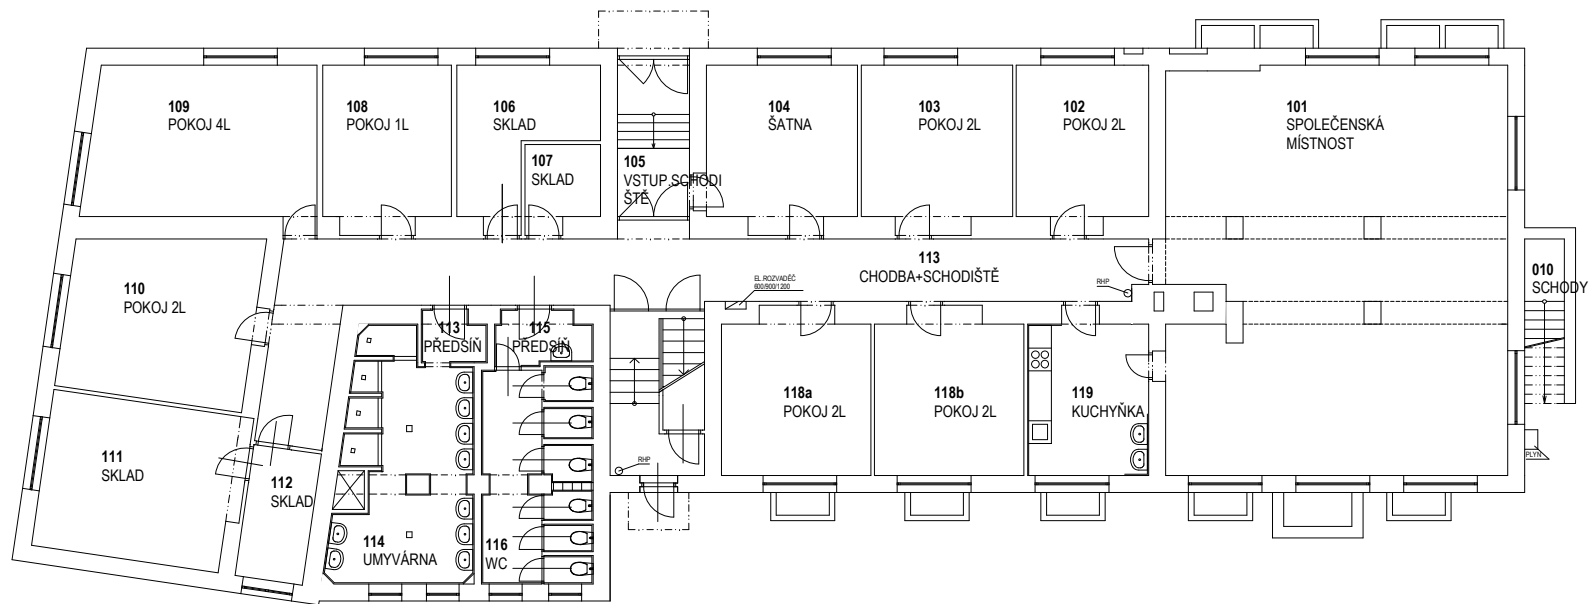 109
POKOJ 4L
108
POKOJ 1L
106
SKLAD
107
SKLAD
105
VSTUP.SCHODI
ŠTĚ
104
ŠATNA
103
POKOJ 2L
102
POKOJ 2L
101
SPOLEČENSKÁ
MÍSTNOST
110
POKOJ 2L
113
CHODBA+SCHODIŠTĚ
EL. ROZVADĚČ
600/900/1200
RHP
010
SCHODY
113
PŘEDSÍŇ
115
PŘEDSÍŇ
118a
POKOJ 2L
118b
POKOJ 2L
119
KUCHYŇKA
111
SKLAD
112
SKLAD
RHP
PLYN
114
UMYVÁRNA
116
WC